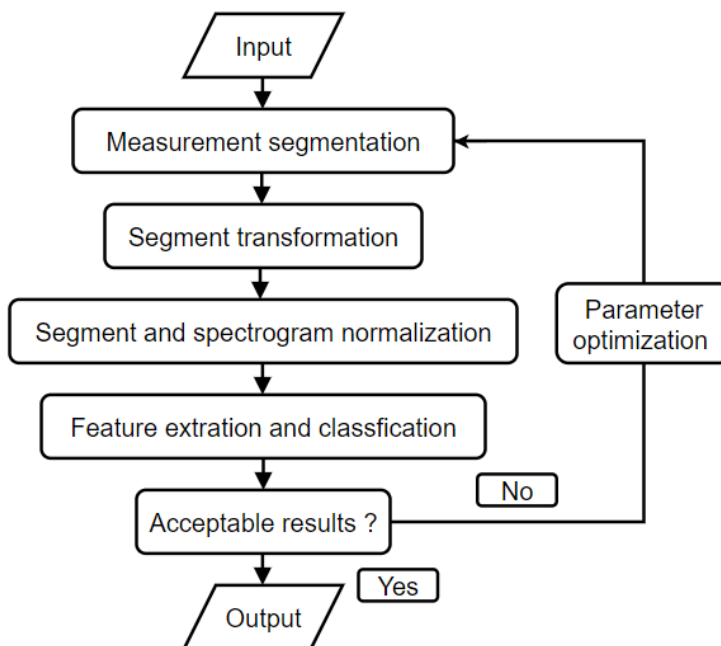 Input
Measurement segmentation
Segment transformation
Segment and spectrogram normalization
Parameter
optimization
Feature extration and classfication
No
Acceptable results ?
Yes
Output